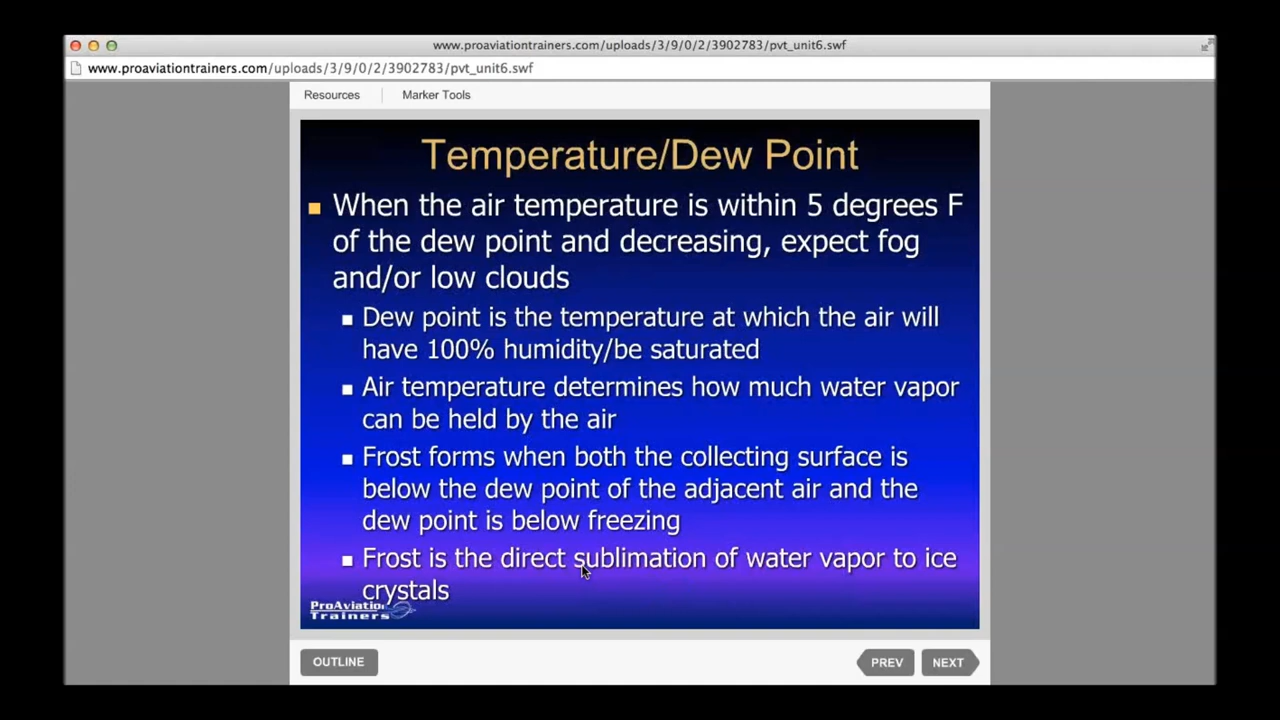 www.proaviationtrainers.com/uploads/3/9/0/2/3902783/pvt_unit6.swf
www.proaviationtrainers.com/uploads/3/9/0/2/3902783/pvt_unit6.swf
Resources
Marker Tools
Temperature/Dew Point
When the air temperature is within 5 degrees F
of the dew point and decreasing, expect fog
and/or low clouds
Dew point is the temperature at which the air will
have 100% humidity/be saturated
Air temperature determines how much water vapor
can be held by the air
Frost forms when both the collecting surface is
below the dew point of the adjacent air and the
dew point is below freezing
Frost is the direct sublimation of water vapor to ice
crystals
ProAviation
Trainers
OUTLINE
PREV
NEXT